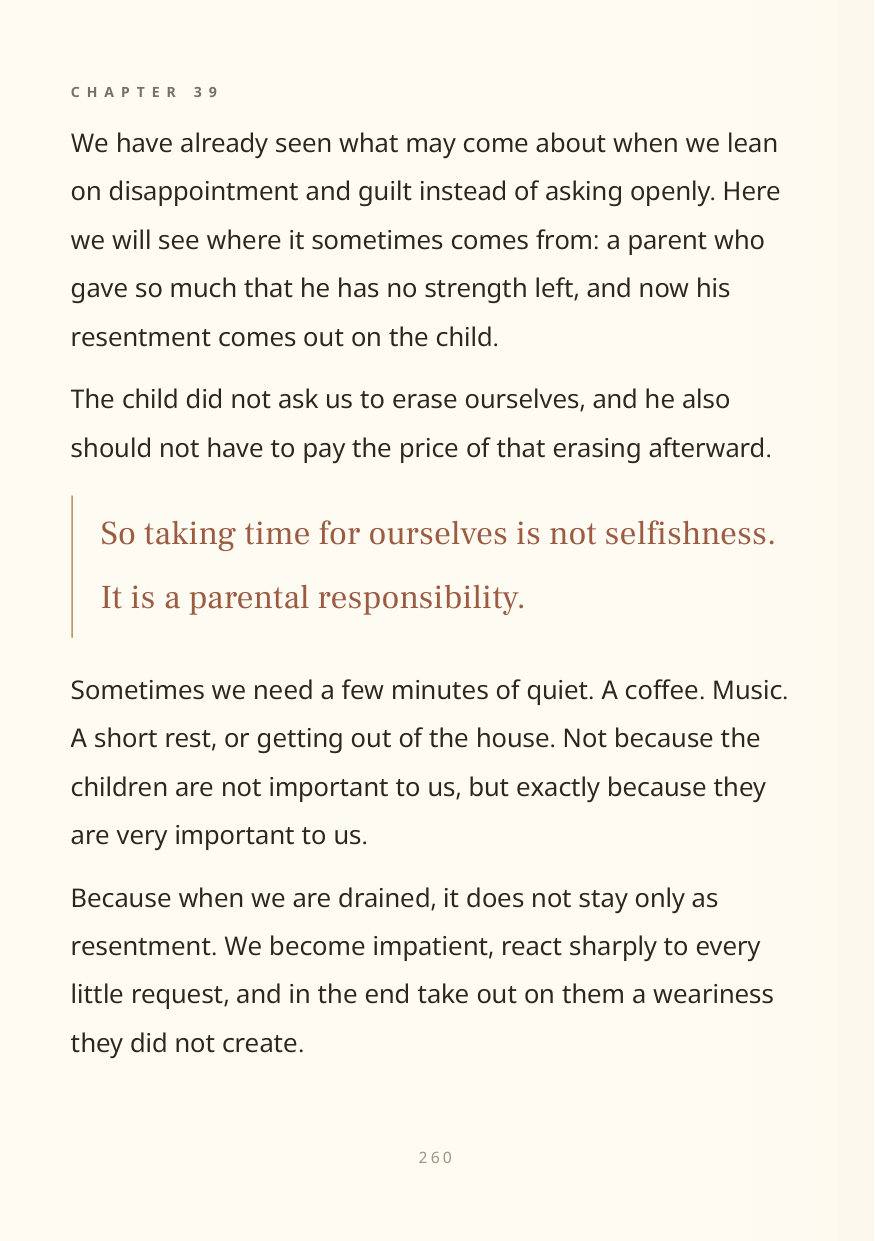 CHAPTER 39
We have already seen what may come about when we lean
on disappointment and guilt instead of asking openly. Here
we will see where it sometimes comes from: a parent who
gave so much that he has no strength left, and now his
resentment comes out on the child.
The child did not ask us to erase ourselves, and he also
should not have to pay the price of that erasing afterward.
So taking time for ourselves is not selfishness.
It is a parental responsibility.
Sometimes we need a few minutes of quiet. A coffee. Music.
A short rest, or getting out of the house. Not because the
children are not important to us, but exactly because they
are very important to us.
Because when we are drained, it does not stay only as
resentment. We become impatient, react sharply to every
little request, and in the end take out on them a weariness
they did not create.
260